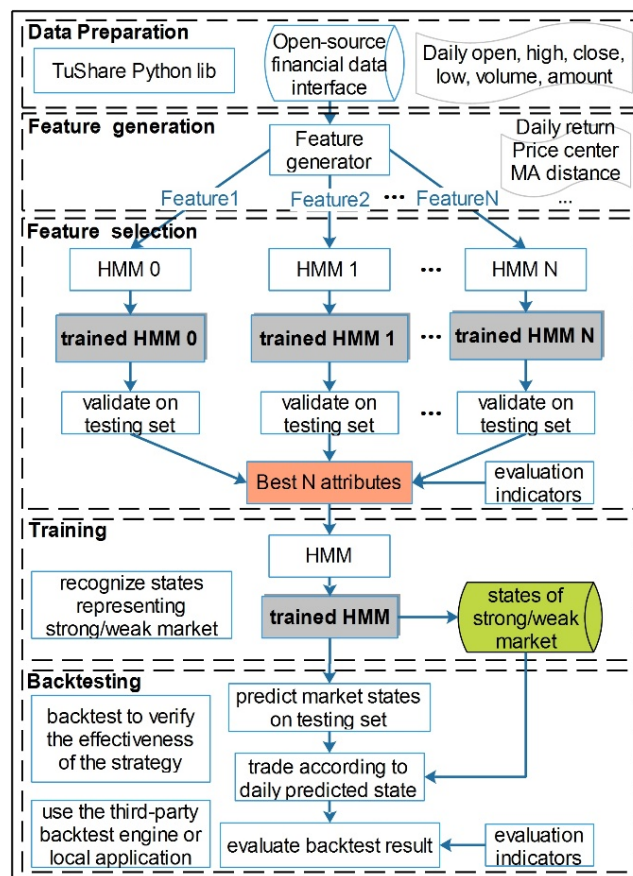 Data Preparation
TuShare Python lib
Open-source
financial data
interface
Daily open, high, close,
low, volume, amount
Feature generation
Feature
generator
Daily return
Price center
MA distance
...
Feature1
Feature2
...
FeatureN
Feature selection
HMM 0
HMM 1
...
HMM N
trained HMM 0
trained HMM 1
...
trained HMM N
validate on
testing set
validate on
testing set
...
validate on
testing set
Best N attributes
evaluation
indicators
Training
HMM
recognize states
representing
strong/weak market
trained HMM
states of
strong/weak
market
Backtesting
backtest to verify
the effectiveness
of the strategy
predict market states
on testing set
trade according to
daily predicted state
use the third-party
backtest engine or
local application
evaluate backtest result
evaluation
indicators